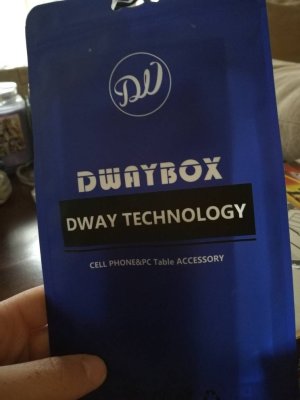 DW
DWAYBOX
DWAY TECHNOLOGY
CELL PHONE&PC Table ACCESSORY